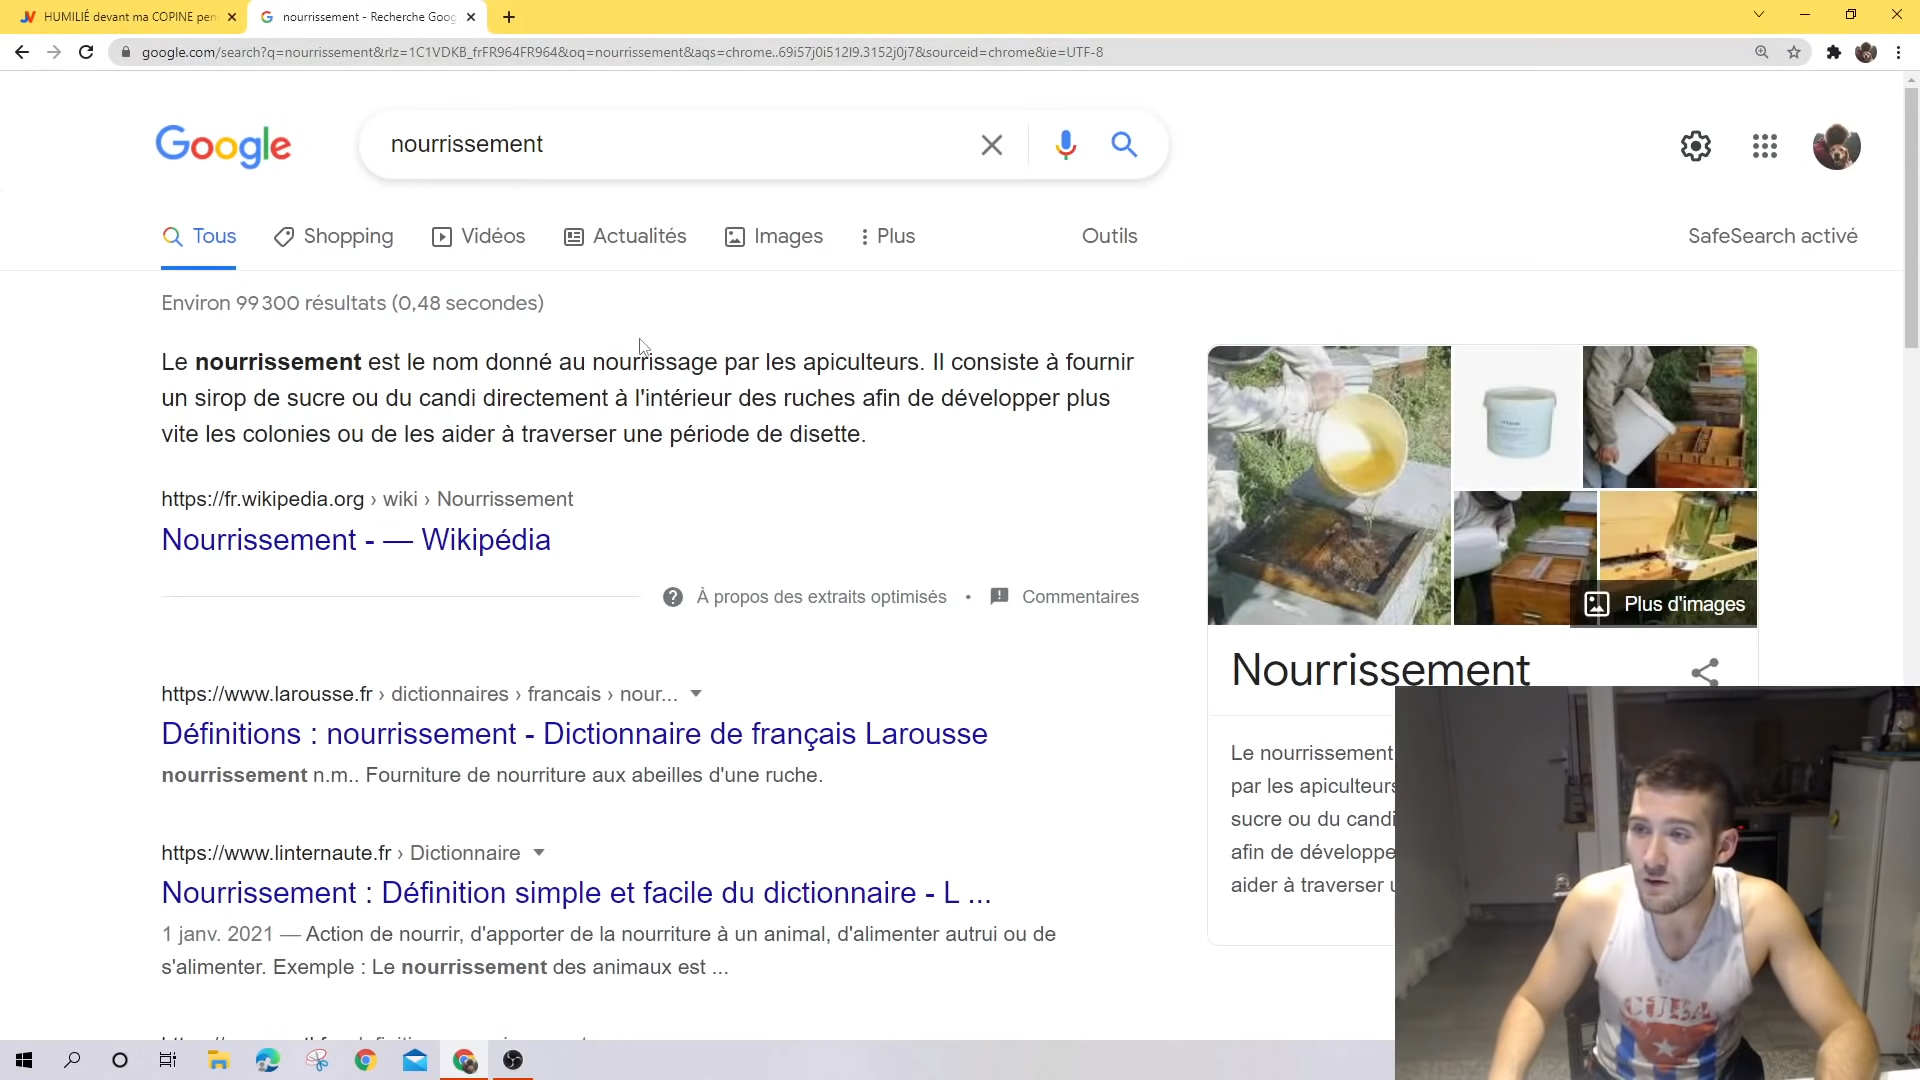 HUMILIÉ devant ma COPINE pen
nourrissement - Recherche Goog
google.com/search?q=nourrissement&rlz=1C1VDKB_frFR964FR964&oq=nourrissement&aqs=chrome..69i57j0i512l9.3152j0j7&sourceid=chrome&ie=UTF-8
Google
nourrissement
Tous
Shopping
Vidéos
Actualités
Images
Plus
Outils
SafeSearch activé
Environ 99 300 résultats (0,48 secondes)
Le nourrissement est le nom donné au nourrissage par les apiculteurs. Il consiste à fournir
un sirop de sucre ou du candi directement à l'intérieur des ruches afin de développer plus
vite les colonies ou de les aider à traverser une période de disette.
https://fr.wikipedia.org › wiki › Nourrissement
Nourrissement - — Wikipédia
À propos des extraits optimisés • Commentaires
https://www.larousse.fr › dictionnaires › francais › nour...
Définitions : nourrissement - Dictionnaire de français Larousse
nourrissement n.m.. Fourniture de nourriture aux abeilles d'une ruche.
https://www.linternaute.fr › Dictionnaire
Nourrissement : Définition simple et facile du dictionnaire - L ...
1 janv. 2021 — Action de nourrir, d'apporter de la nourriture à un animal, d'alimenter autrui ou de
s'alimenter. Exemple : Le nourrissement des animaux est ...
Plus d'images
Nourrissement
Le nourrissement
par les apiculteurs
sucre ou du candi
afin de développe
aider à traverser
CUBA